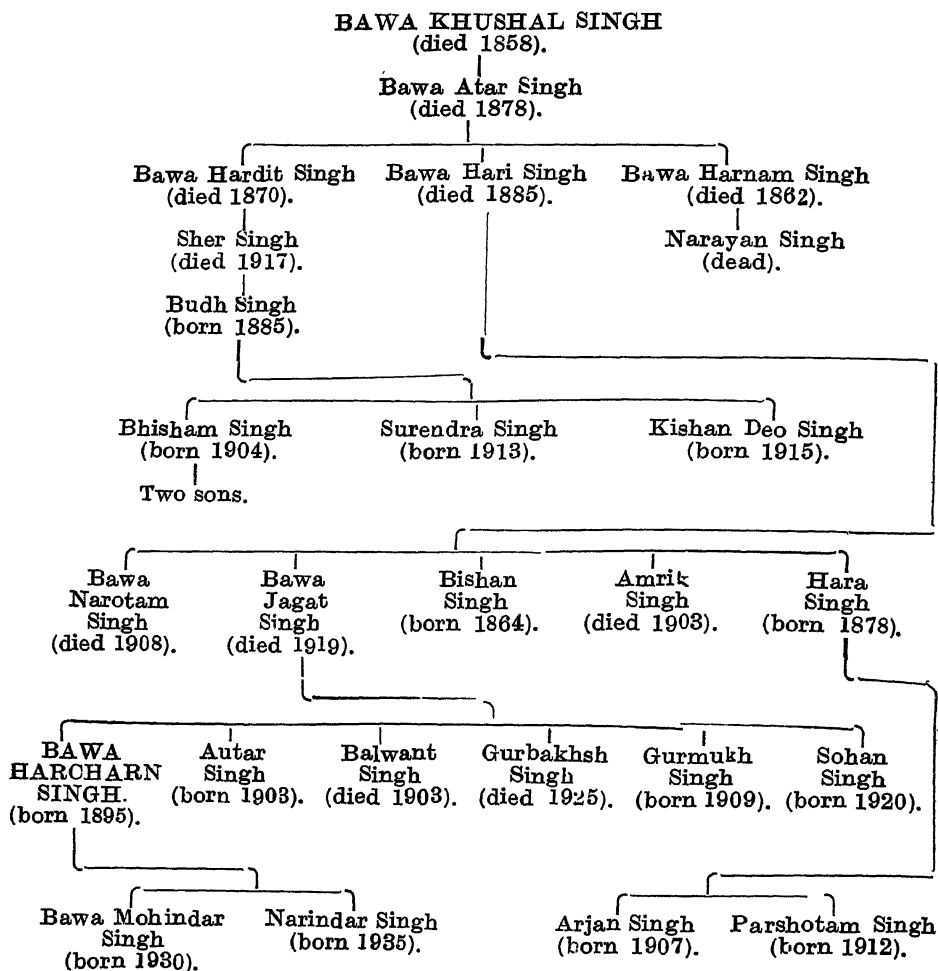 BAWA KHUSHAL SINGH
(died 1858).
Bawa Atar Singh
(died 1878).
Bawa Hardit Singh Bawa Hari Singh Bawa Harnam Singh
(died 1870). (died 1885). (died 1862).
Sher Singh Narayan Singh
(died 1917). (dead).
Budh Singh
(born 1885).
Bhisham Singh Surendra Singh Kishan Deo Singh
(born 1904). (born 1913). (born 1915).
Two sons.
Bawa Bawa Bishan Amrik Hara
Narotam Jagat Singh Singh Singh
Singh Singh (born 1864). (died 1903). (born 1878).
(died 1908). (died 1919).
BAWA Autar Balwant Gurbakhsh Gurmukh Sohan
HARCHARN Singh Singh Singh Singh Singh
SINGH. (born 1903). (died 1903). (died 1925). (born 1909). (born 1920).
(born 1895).
Bawa Mohindar Narindar Singh Arjan Singh Parshotam Singh
Singh (born 1935). (born 1907). (born 1912).
(born 1930).